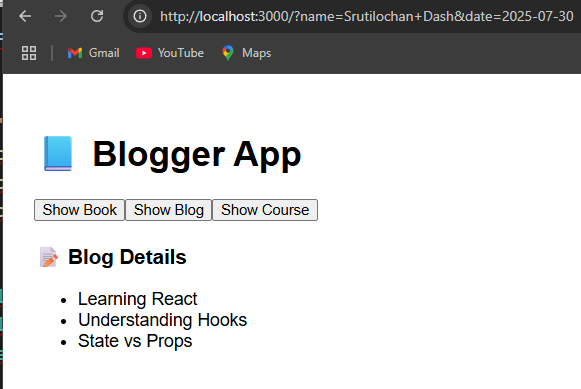 http://localhost:3000/?name=Srutilochan+Dash&date=2025-07-30
Gmail YouTube Maps
Blogger App
Show Book Show Blog Show Course
Blog Details
Learning React
Understanding Hooks
State vs Props